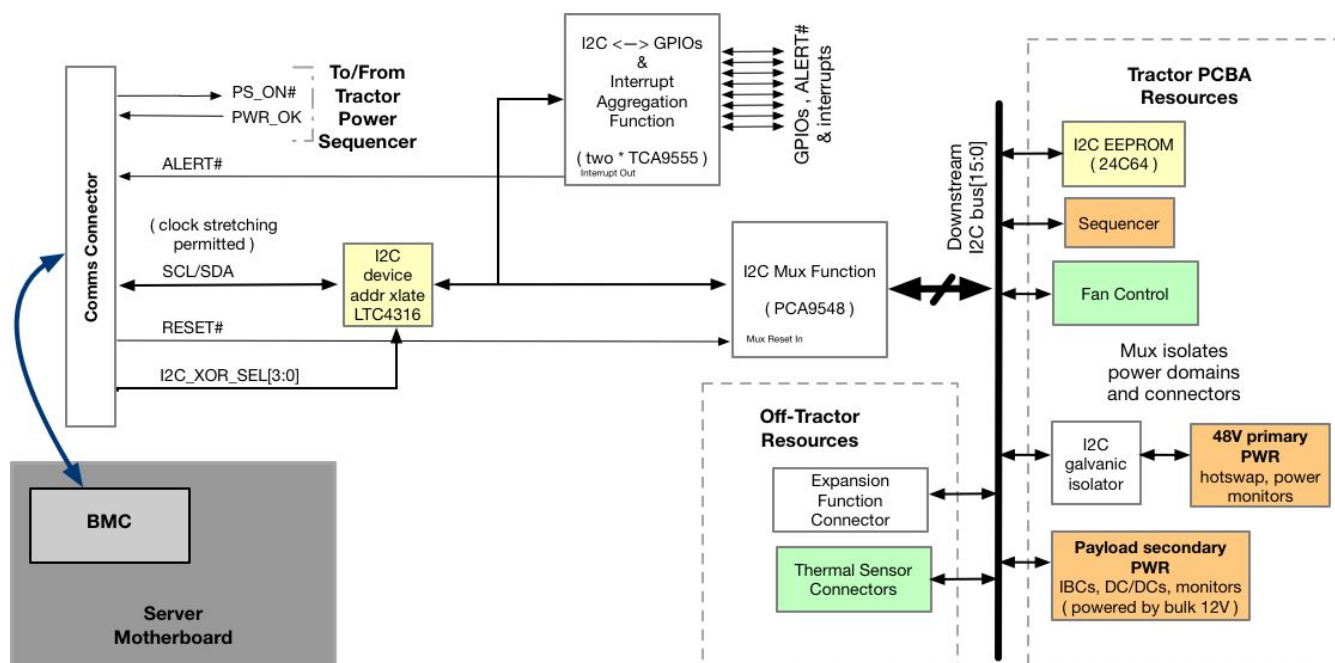 I2C <—> GPIOs
&
Interrupt
Aggregation
Function
( two * TCA9555 )
Interrupt Out
GPIOs , ALERT#
& interrupts
To/From
Tractor
Power
Sequencer
PS_ON#
PWR_OK
ALERT#
Comms Connector
( clock stretching
permitted )
SCL/SDA
I2C
device
addr xlate
LTC4316
RESET#
I2C_XOR_SEL[3:0]
I2C Mux Function
( PCA9548 )
Mux Reset In
Downstream
I2C bus[15:0]
Tractor PCBA
Resources
I2C EEPROM
( 24C64 )
Sequencer
Fan Control
Mux isolates
power domains
and connectors
I2C
galvanic
isolator
48V primary
PWR
hotswap, power
monitors
Payload secondary
PWR
IBCs, DC/DCs, monitors
( powered by bulk 12V )
Off-Tractor
Resources
Expansion
Function
Connector
Thermal Sensor
Connectors
BMC
Server
Motherboard